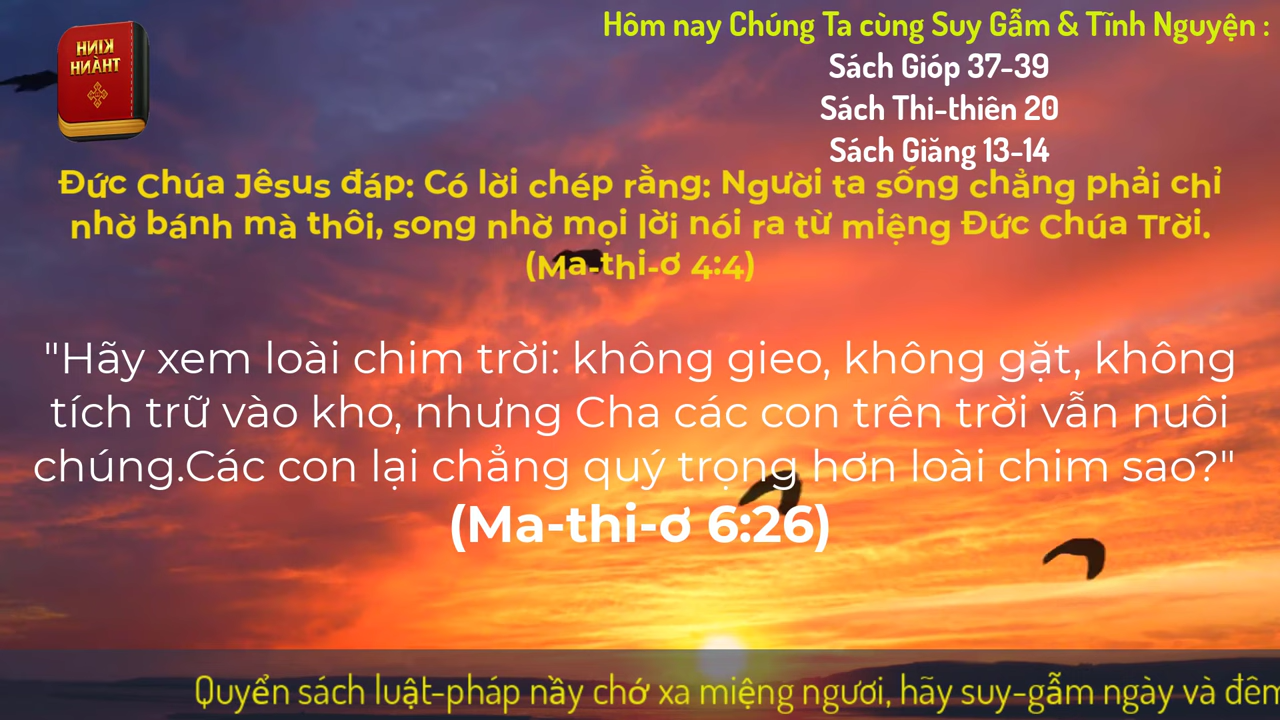 KINH
THÁNH
Hôm nay Chúng Ta cùng Suy Gẫm & Tĩnh Nguyện :
Sách Gióp 37-39
Sách Thi-thiên 20
Sách Giăng 13-14
Đức Chúa Jêsus đáp: Có lời chép rằng: Người ta sống chẳng phải chỉ
nhờ bánh mà thôi, song nhờ mọi lời nói ra từ miệng Đức Chúa Trời.
(Ma-thi-ơ 4:4)
"Hãy xem loài chim trời: không gieo, không gặt, không
tích trữ vào kho, nhưng Cha các con trên trời vẫn nuôi
chúng.Các con lại chẳng quý trọng hơn loài chim sao?"
(Ma-thi-ơ 6:26)
Quyển sách luật-pháp nầy chớ xa miệng ngươi, hãy suy-gẫm ngày và đêm